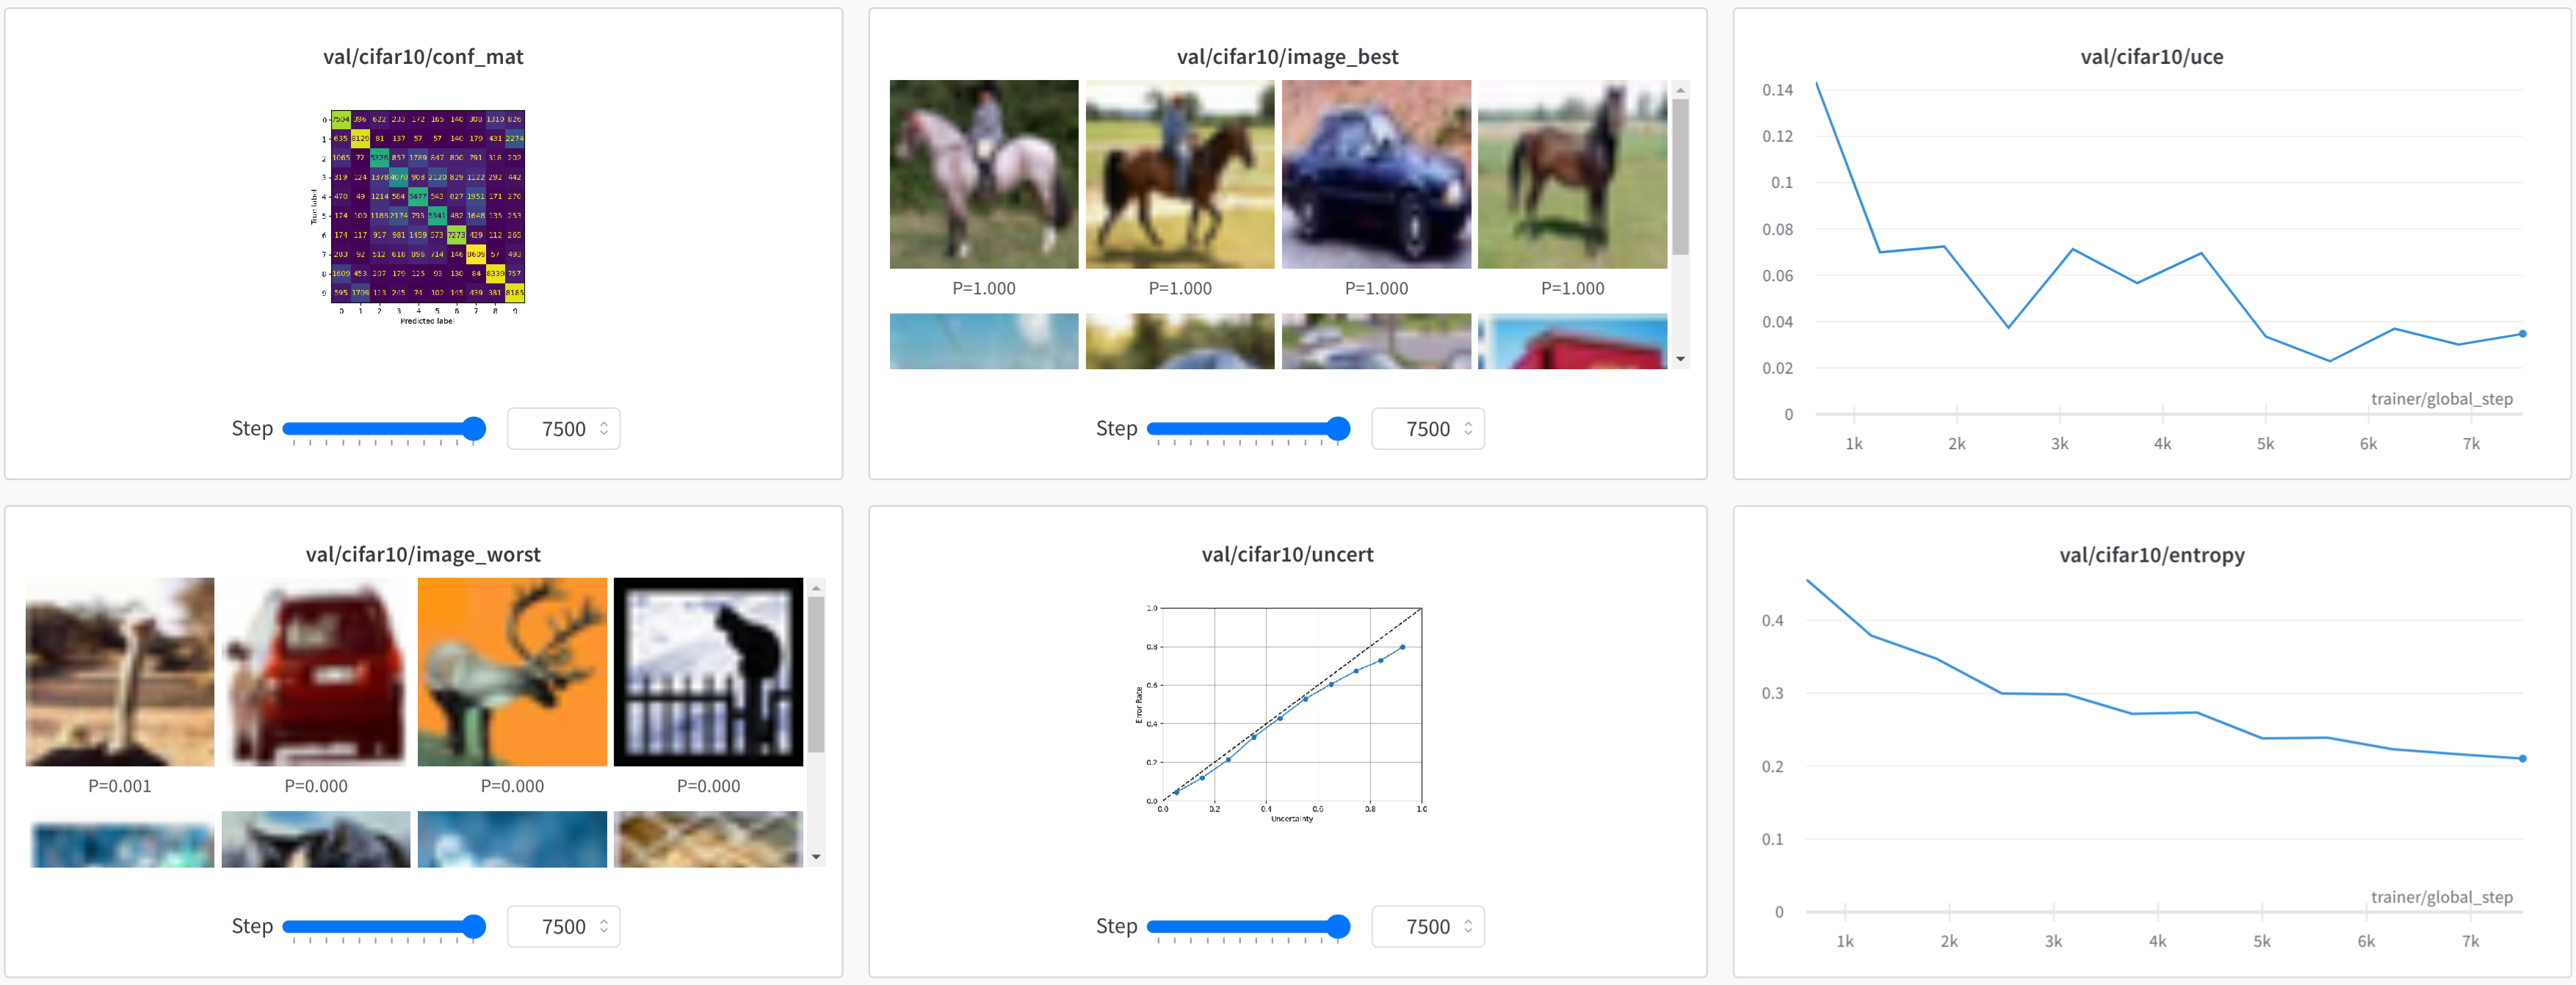 val/cifar10/conf_mat
0 7504 396 622 233 172 165 140 308 1310 826
1 635 8129 81 137 57 57 140 179 431 2274
2 1065 77 5326 857 1789 847 800 791 318 202
3 319 124 1378 4070 908 2120 829 1122 292 442
4 470 49 1214 584 5477 543 827 1951 171 270
5 174 100 1188 2174 793 5341 482 1648 135 253
6 174 117 917 981 1459 573 7273 429 112 265
7 283 92 512 618 896 714 146 8609 57 493
8 1609 453 207 179 125 93 130 84 8339 757
9 595 1709 113 245 74 102 145 439 381 8185
0 1 2 3 4 5 6 7 8 9
True label
Predicted label
Step 7500
val/cifar10/image_best
P=1.000 P=1.000 P=1.000 P=1.000
Step 7500
val/cifar10/uce
0.14
0.12
0.1
0.08
0.06
0.04
0.02
0
trainer/global_step
1k 2k 3k 4k 5k 6k 7k
val/cifar10/image_worst
P=0.001 P=0.000 P=0.000 P=0.000
Step 7500
val/cifar10/uncert
1.0
0.8
0.6
0.4
0.2
0.0
Error Rate
0.0 0.2 0.4 0.6 0.8 1.0
Uncertainty
Step 7500
val/cifar10/entropy
0.4
0.3
0.2
0.1
0
trainer/global_step
1k 2k 3k 4k 5k 6k 7k